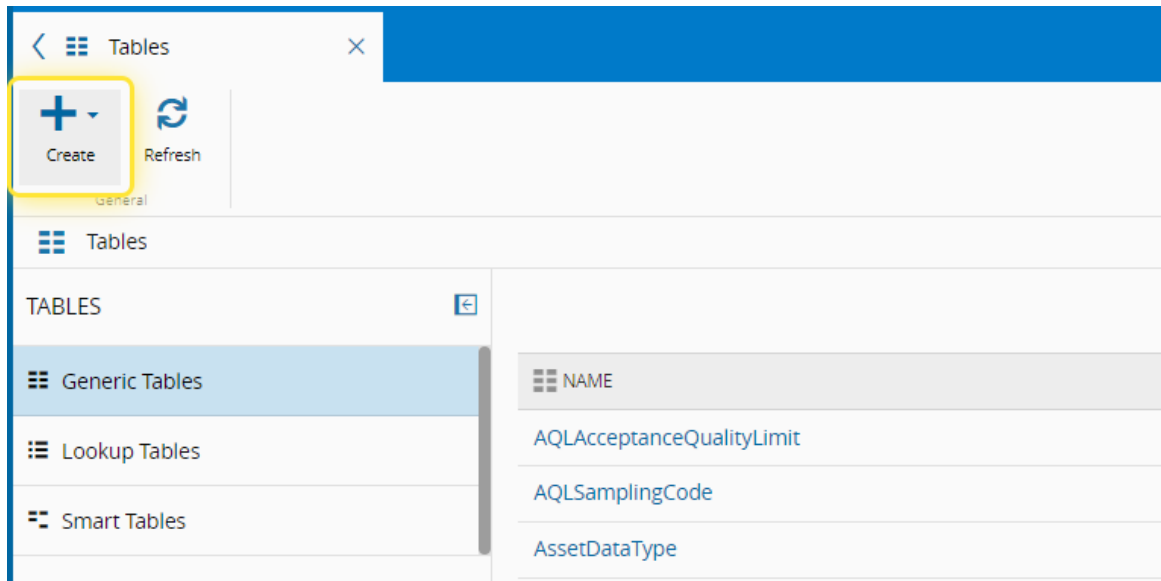 Tables
Create
Refresh
General
Tables
TABLES
Generic Tables
NAME
Lookup Tables
AQLAcceptanceQualityLimit
Smart Tables
AQLSamplingCode
AssetDataType